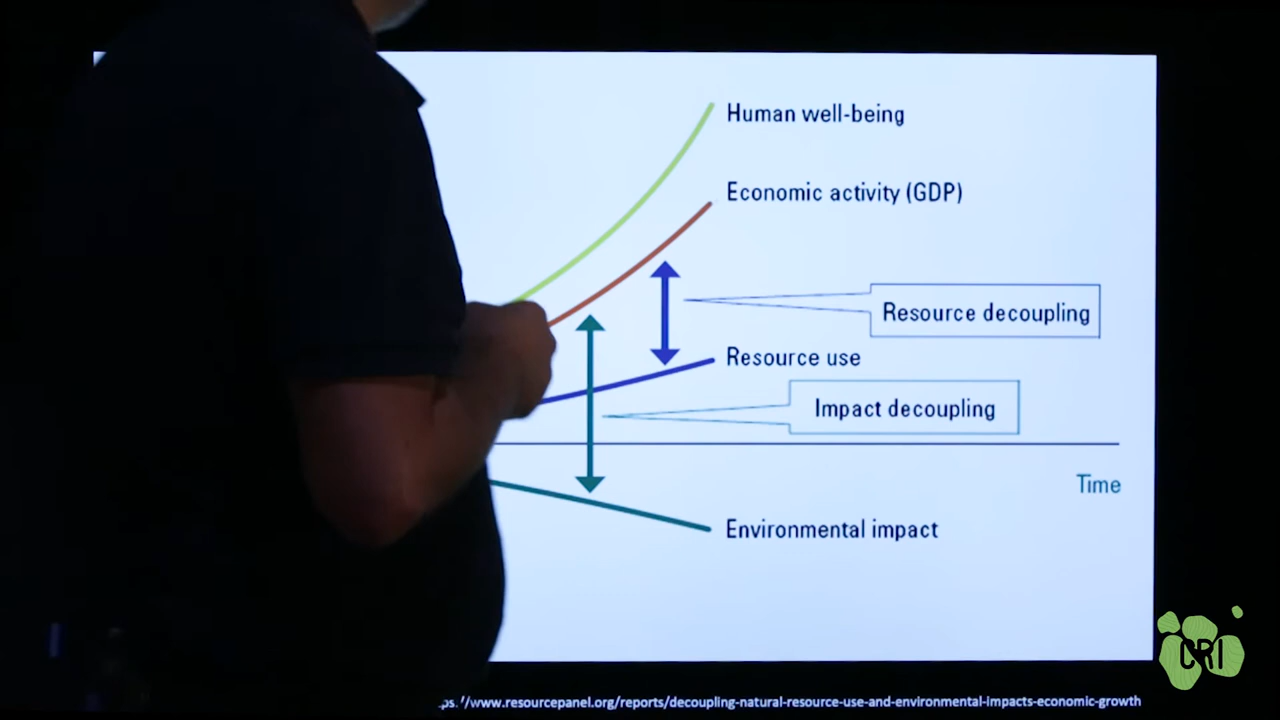 Human well-being
Economic activity (GDP)
Resource decoupling
Resource use
Impact decoupling
Time
Environmental impact
CRI
ps://www.resourcepanel.org/reports/decoupling-natural-resource-use-and-environmental-impacts-economic-growth